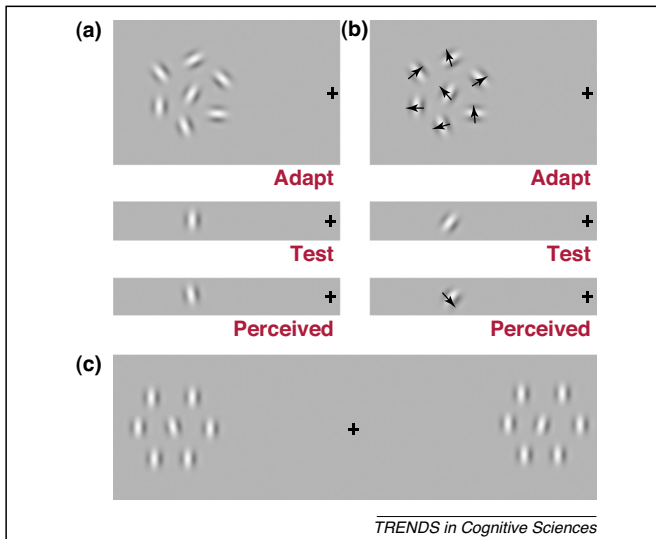 (a)
(b)
Adapt
Adapt
Test
Test
Perceived
Perceived
(c)
TRENDS in Cognitive Sciences